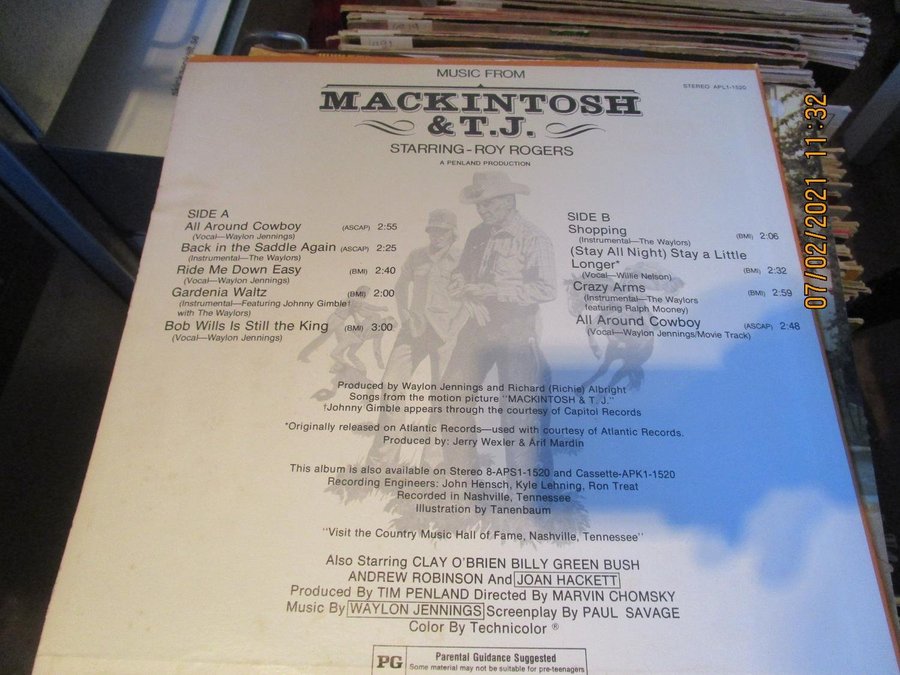 MUSIC FROM
STEREO APL1-1520
MACKINTOSH
& T.J.
STARRING-ROY ROGERS
A PENLAND PRODUCTION
SIDE A
All Around Cowboy (ASCAP) 2:55
(Vocal—Waylon Jennings)
Back in the Saddle Again (ASCAP) 2:25
(Instrumental—The Waylors)
Ride Me Down Easy (BMI) 2:40
(Vocal—Waylon Jennings)
Gardenia Waltz (BMI) 2:00
(Instrumental—Featuring Johnny Gimble†
with The Waylors)
Bob Wills Is Still the King (BMI) 3:00
(Vocal—Waylon Jennings)
SIDE B
Shopping (BMI) 2:06
(Instrumental—The Waylors)
(Stay All Night) Stay a Little
Longer* (BMI) 2:32
(Vocal—Willie Nelson)
Crazy Arms (BMI) 2:59
(Instrumental—The Waylors
featuring Ralph Mooney)
All Around Cowboy (ASCAP) 2:48
(Vocal—Waylon Jennings/Movie Track)
Produced by Waylon Jennings and Richard (Richie) Albright
Songs from the motion picture "MACKINTOSH & T. J."
†Johnny Gimble appears through the courtesy of Capitol Records
*Originally released on Atlantic Records—used with courtesy of Atlantic Records.
Produced by: Jerry Wexler & Arif Mardin
This album is also available on Stereo 8-APS1-1520 and Cassette-APK1-1520
Recording Engineers: John Hensch, Kyle Lehning, Ron Treat
Recorded in Nashville, Tennessee
Illustration by Tanenbaum
"Visit the Country Music Hall of Fame, Nashville, Tennessee"
Also Starring CLAY O'BRIEN BILLY GREEN BUSH
ANDREW ROBINSON And JOAN HACKETT
Produced By TIM PENLAND Directed By MARVIN CHOMSKY
Music By WAYLON JENNINGS Screenplay By PAUL SAVAGE
Color By Technicolor ®
PG Parental Guidance Suggested
Some material may not be suitable for pre-teenagers
07/02/2021 11:32